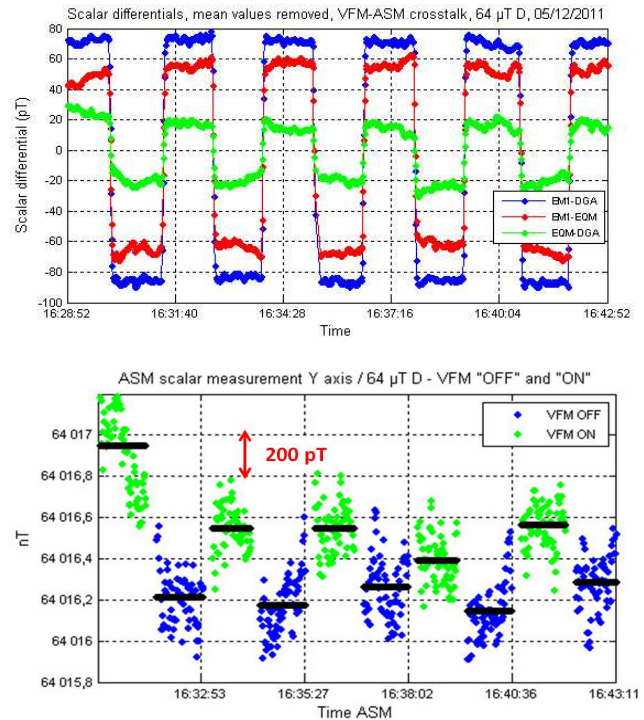 Scalar differentials, mean values removed, VFM-ASM crosstalk, 64 µT D, 05/12/2011
80
60
40
20
0
-20
-40
-60
-80
-100
Scalar differential (pT)
EM1-DGA
EM1-EQM
EQM-DGA
16:28:52 16:31:40 16:34:28 16:37:16 16:40:04 16:42:52
Time
ASM scalar measurement Y axis / 64 µT D - VFM "OFF" and "ON"
VFM OFF
VFM ON
200 pT
64 017
64 016,8
64 016,6
64 016,4
64 016,2
64 016
64 015,8
nT
16:32:53 16:35:27 16:38:02 16:40:36 16:43:11
Time ASM